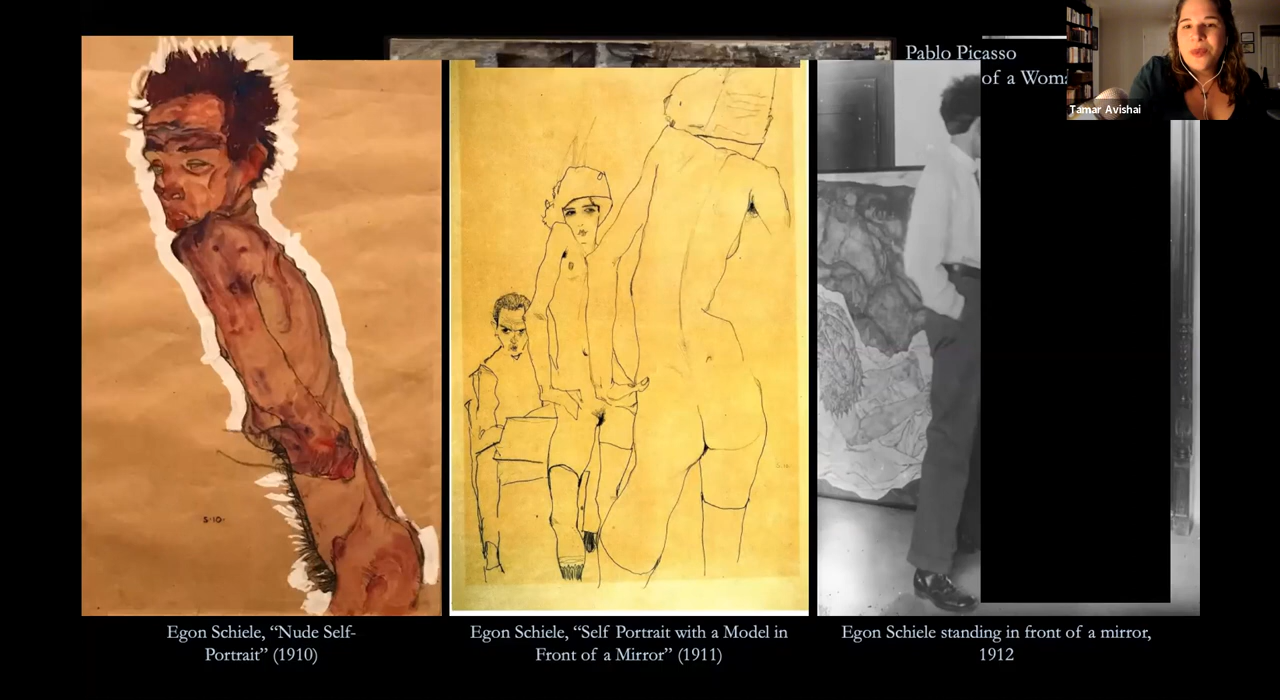 Pablo Picasso
of a Woma
Tamar Avishai
S·10·
Egon Schiele, “Nude Self-
Portrait” (1910)
Egon Schiele, “Self Portrait with a Model in
Front of a Mirror” (1911)
Egon Schiele standing in front of a mirror,
1912